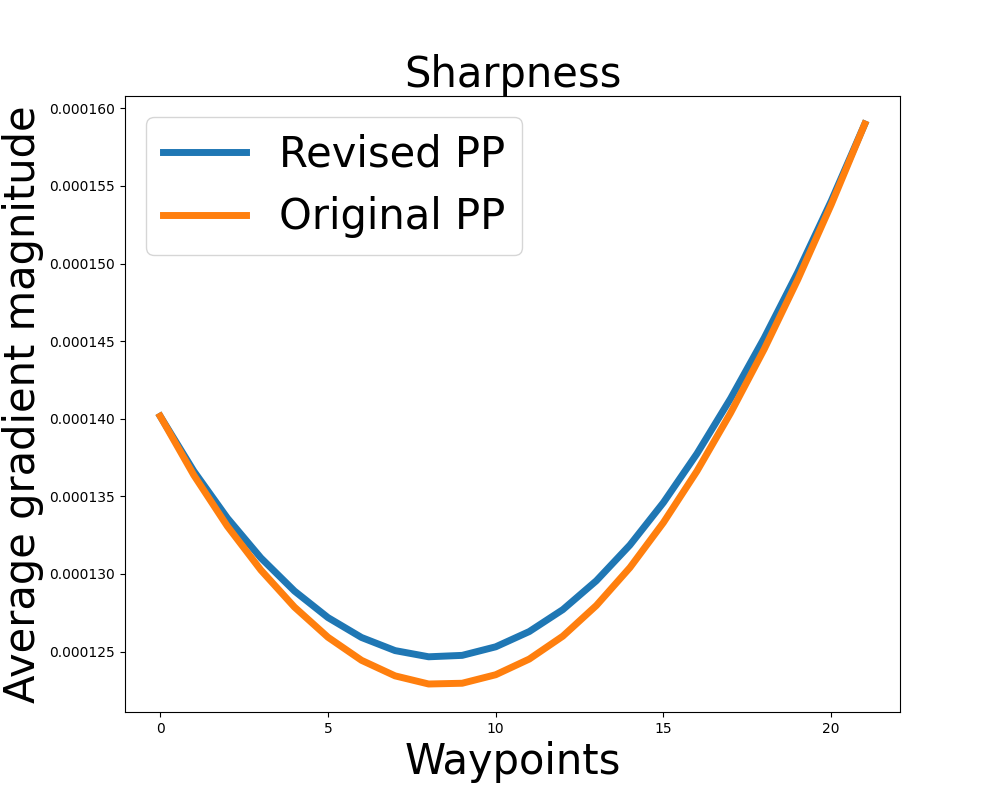 Sharpness
Average gradient magnitude
0.000160
0.000155
0.000150
0.000145
0.000140
0.000135
0.000130
0.000125
Revised PP
Original PP
0 5 10 15 20
Waypoints